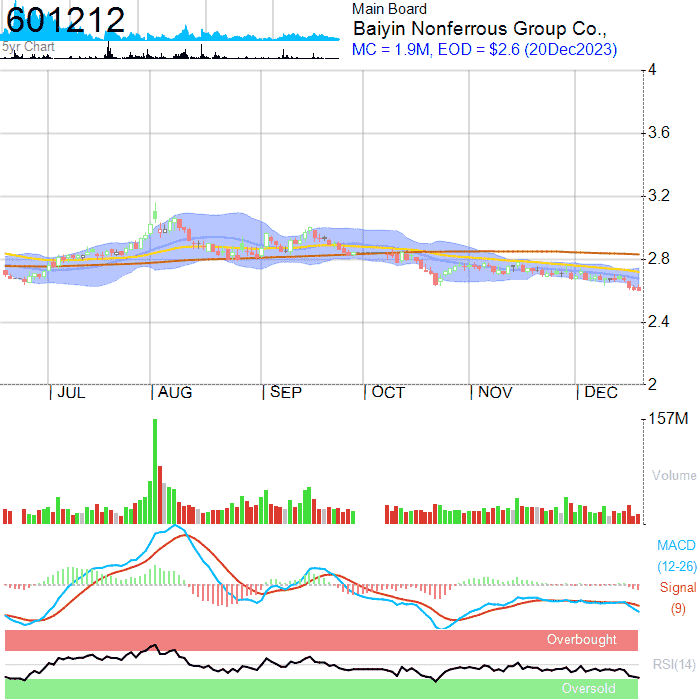 601212
5yr Chart
Main Board
Baiyin Nonferrous Group Co.,
MC = 1.9M, EOD = $2.6 (20Dec2023)
4
3.6
3.2
2.8
2.4
2
| JUL | AUG | SEP | OCT | NOV | DEC
157M
Volume
MACD
(12-26)
Signal
(9)
Overbought
RSI(14)
Oversold